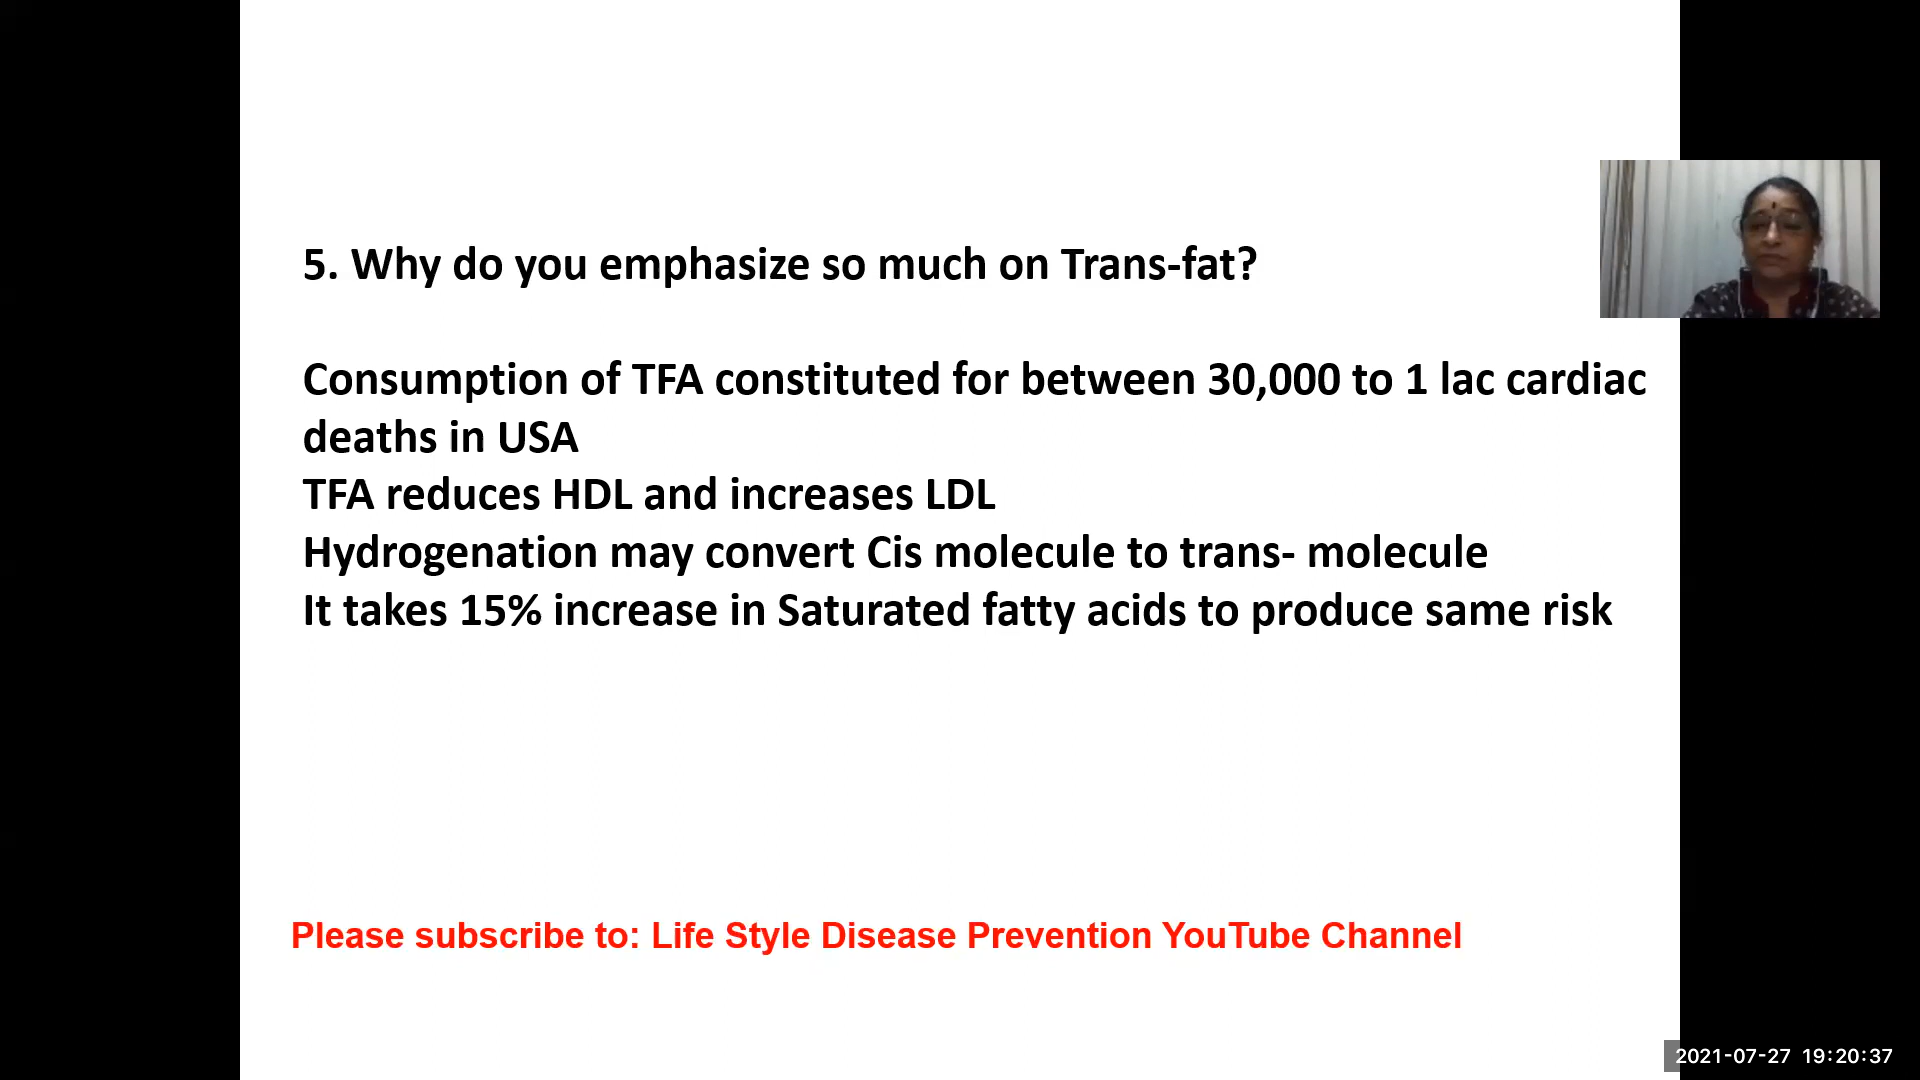 5. Why do you emphasize so much on Trans-fat?
Consumption of TFA constituted for between 30,000 to 1 lac cardiac
deaths in USA
TFA reduces HDL and increases LDL
Hydrogenation may convert Cis molecule to trans- molecule
It takes 15% increase in Saturated fatty acids to produce same risk
Please subscribe to: Life Style Disease Prevention YouTube Channel
2021-07-27 19:20:37